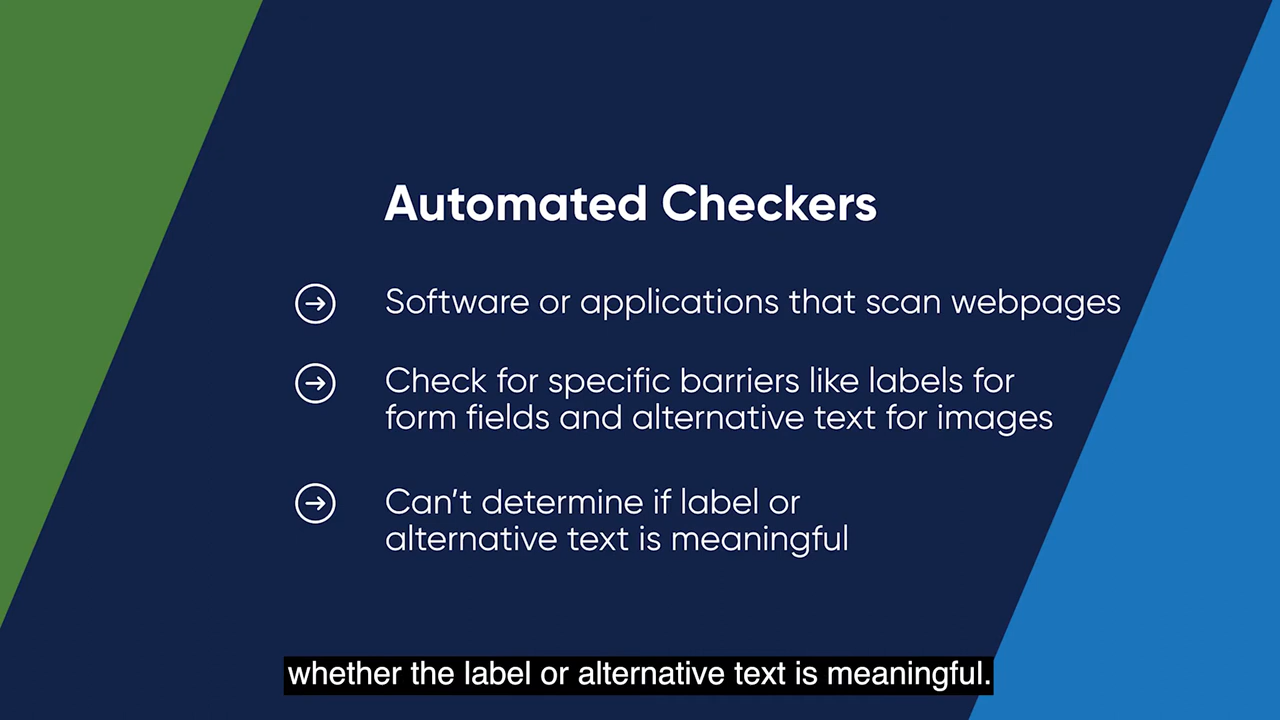 Automated Checkers
Software or applications that scan webpages
Check for specific barriers like labels for
form fields and alternative text for images
Can’t determine if label or
alternative text is meaningful
whether the label or alternative text is meaningful.